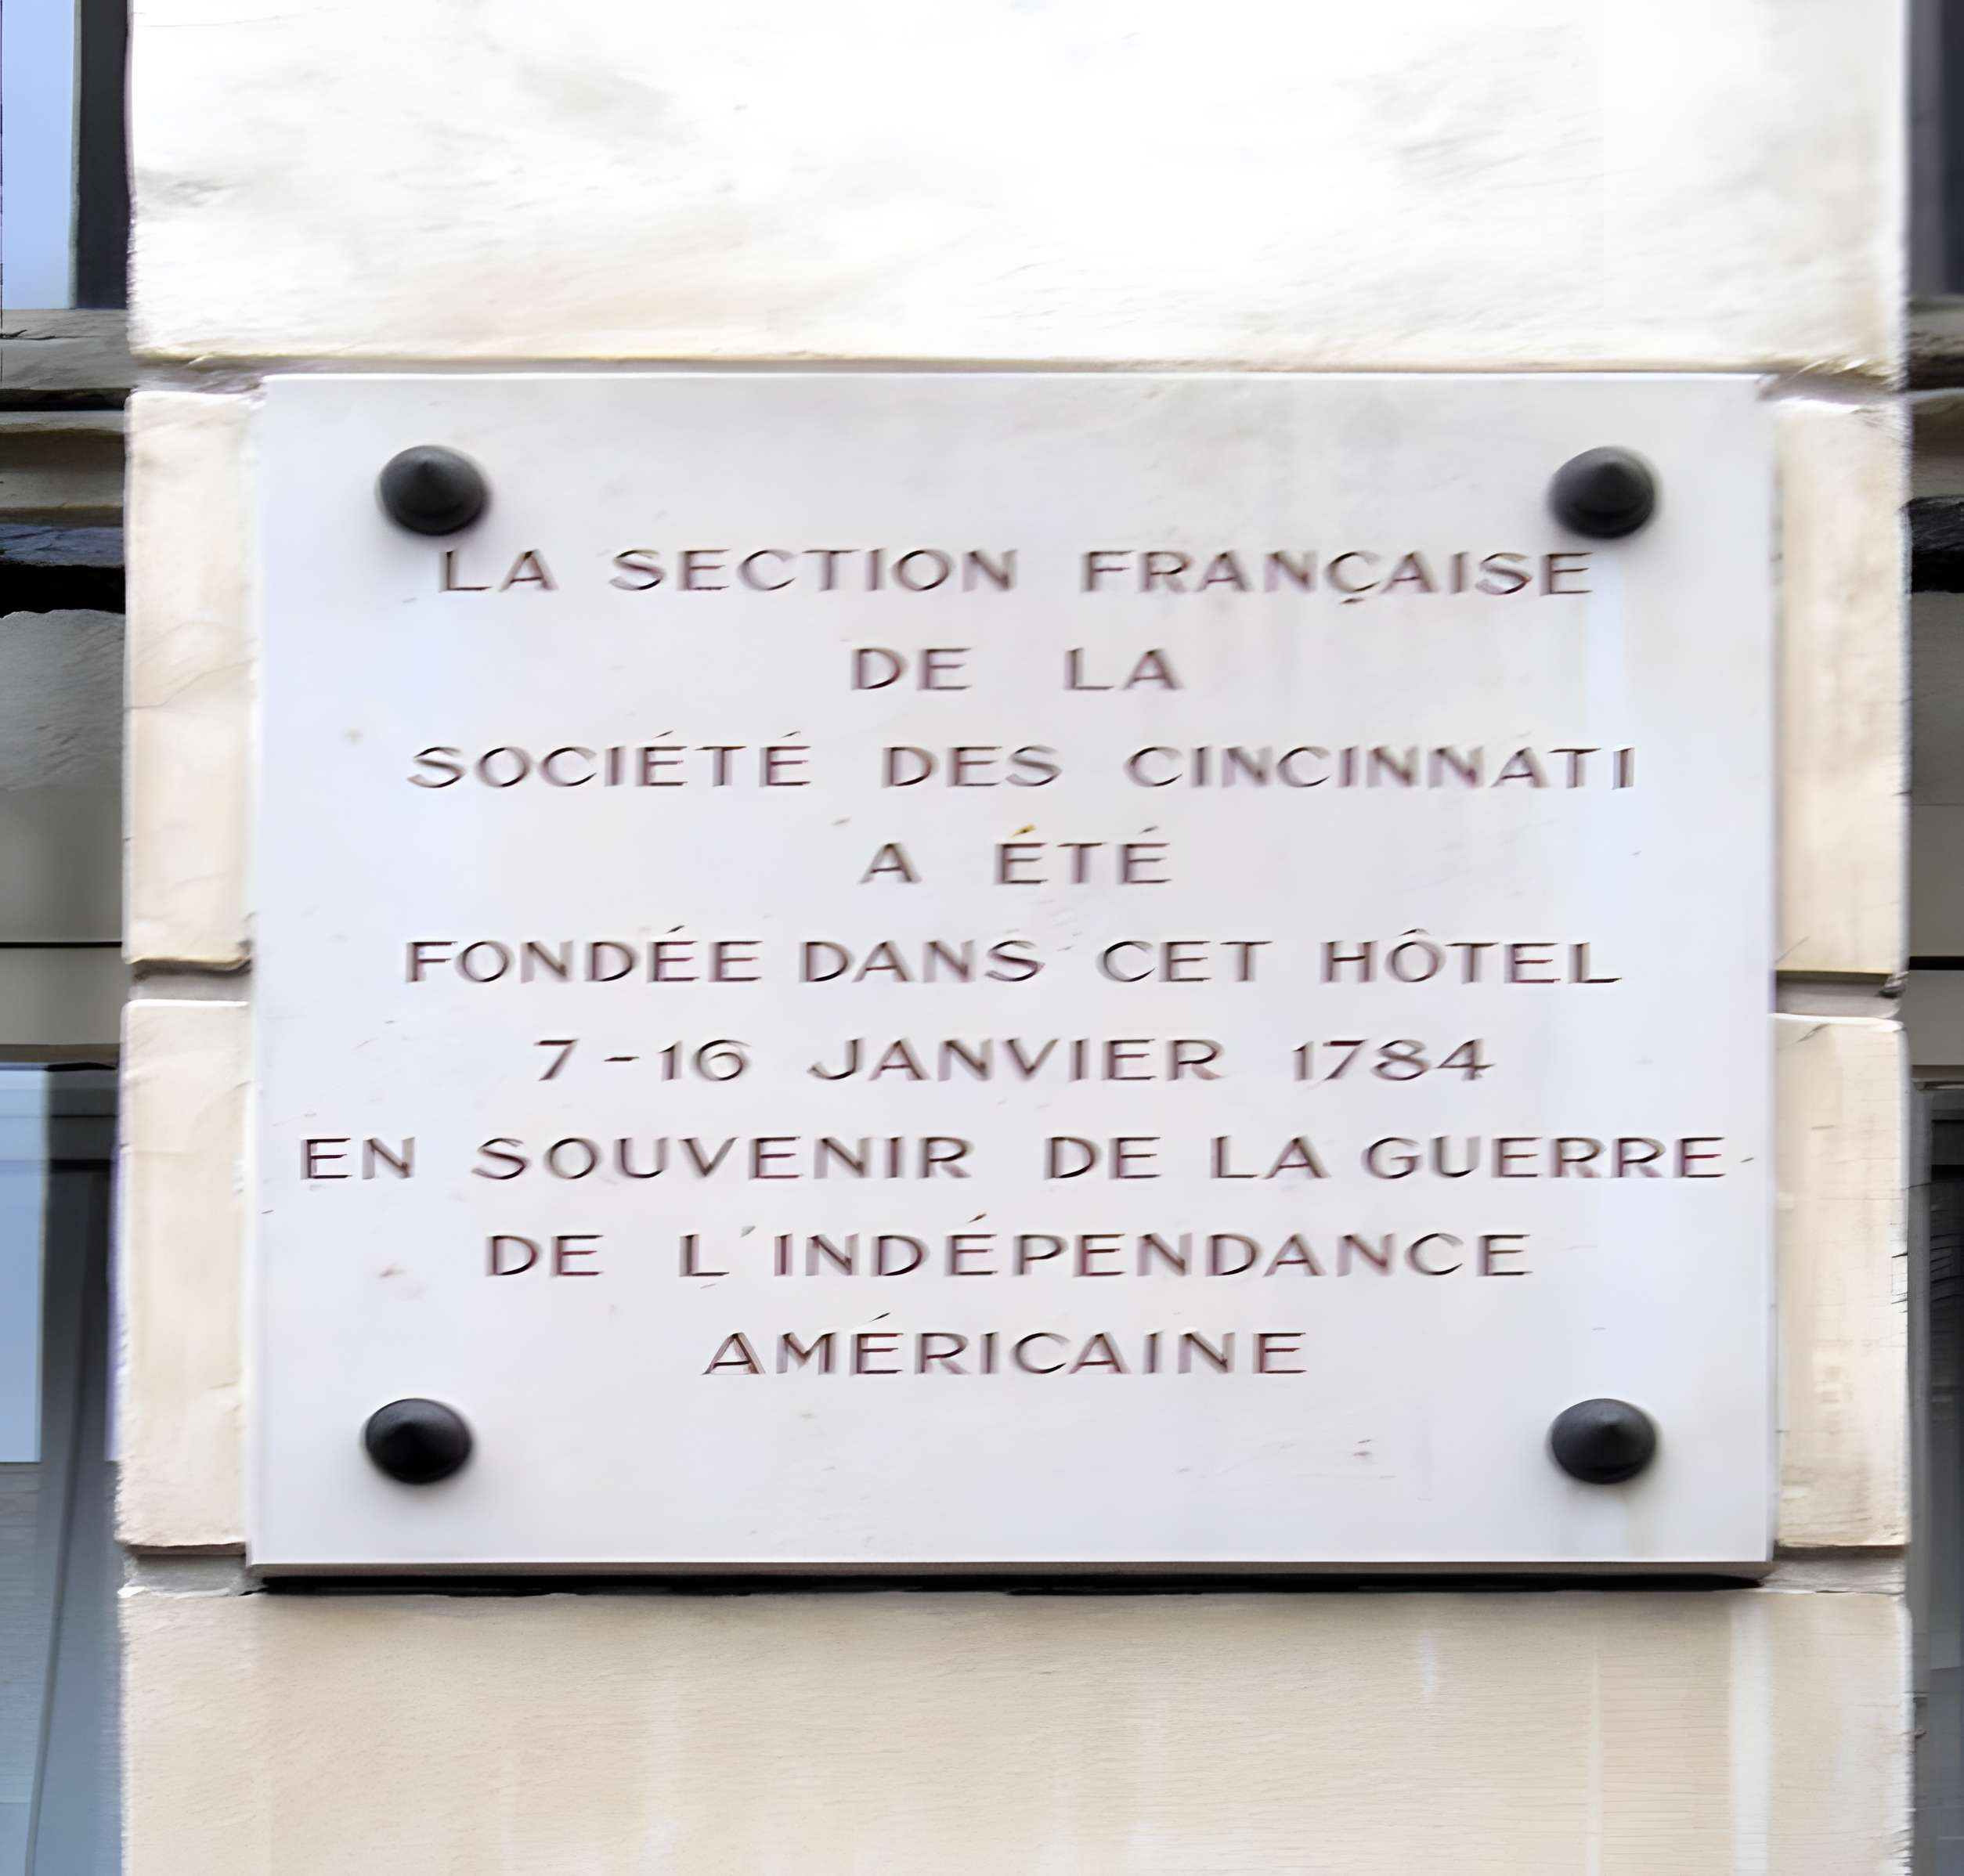 LA SECTION FRANÇAISE
DE LA
SOCIÉTÉ DES CINCINNATI
A ÉTÉ
FONDÉE DANS CET HÔTEL
7-16 JANVIER 1784
EN SOUVENIR DE LA GUERRE
DE L'INDÉPENDANCE
AMÉRICAINE